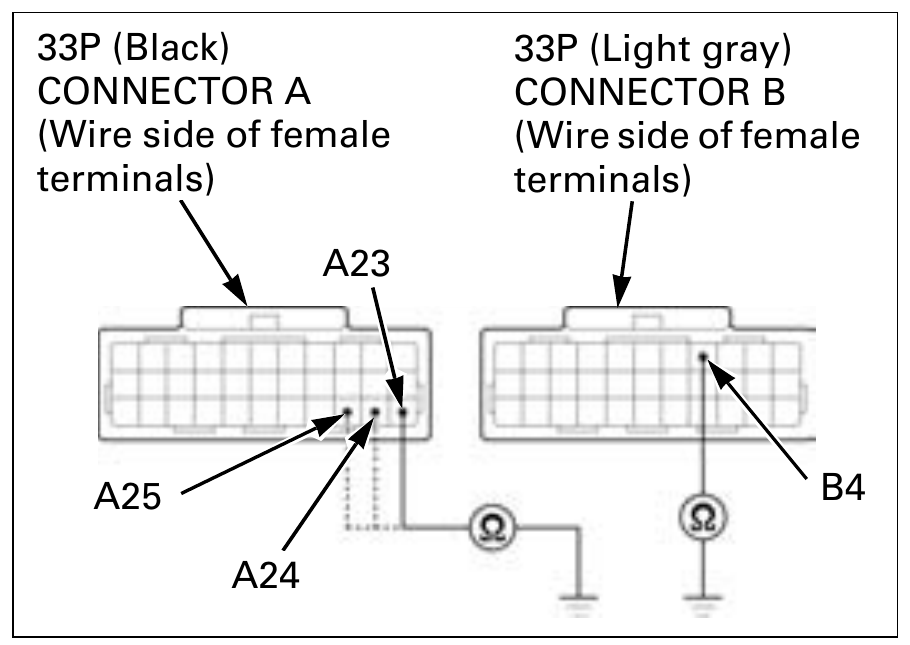 33P (Black)
CONNECTOR A
(Wire side of female
terminals)
33P (Light gray)
CONNECTOR B
(Wire side of female
terminals)
A23
A25
A24
B4
Ω
Ω